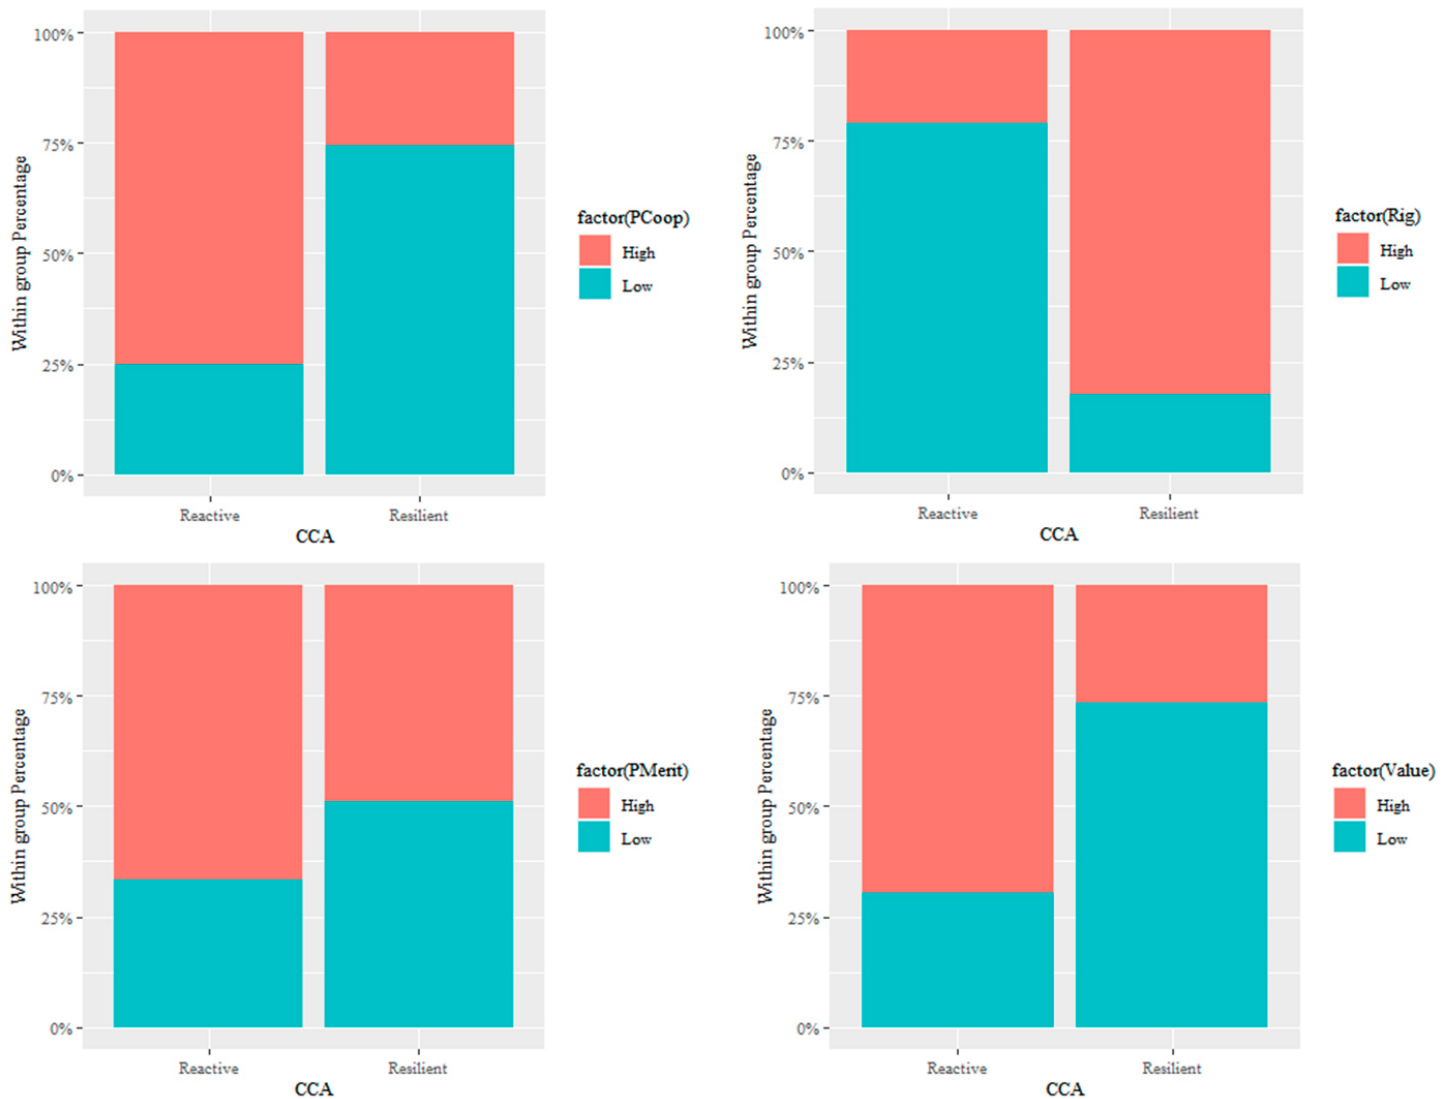 100%
75%
50%
25%
0%
Within group Percentage
Reactive
Resilient
CCA
factor(PCoop)
High
Low
100%
75%
50%
25%
0%
Within group Percentage
Reactive
Resilient
CCA
factor(Rig)
High
Low
100%
75%
50%
25%
0%
Within group Percentage
Reactive
Resilient
CCA
factor(PMerit)
High
Low
100%
75%
50%
25%
0%
Within group Percentage
Reactive
Resilient
CCA
factor(Value)
High
Low